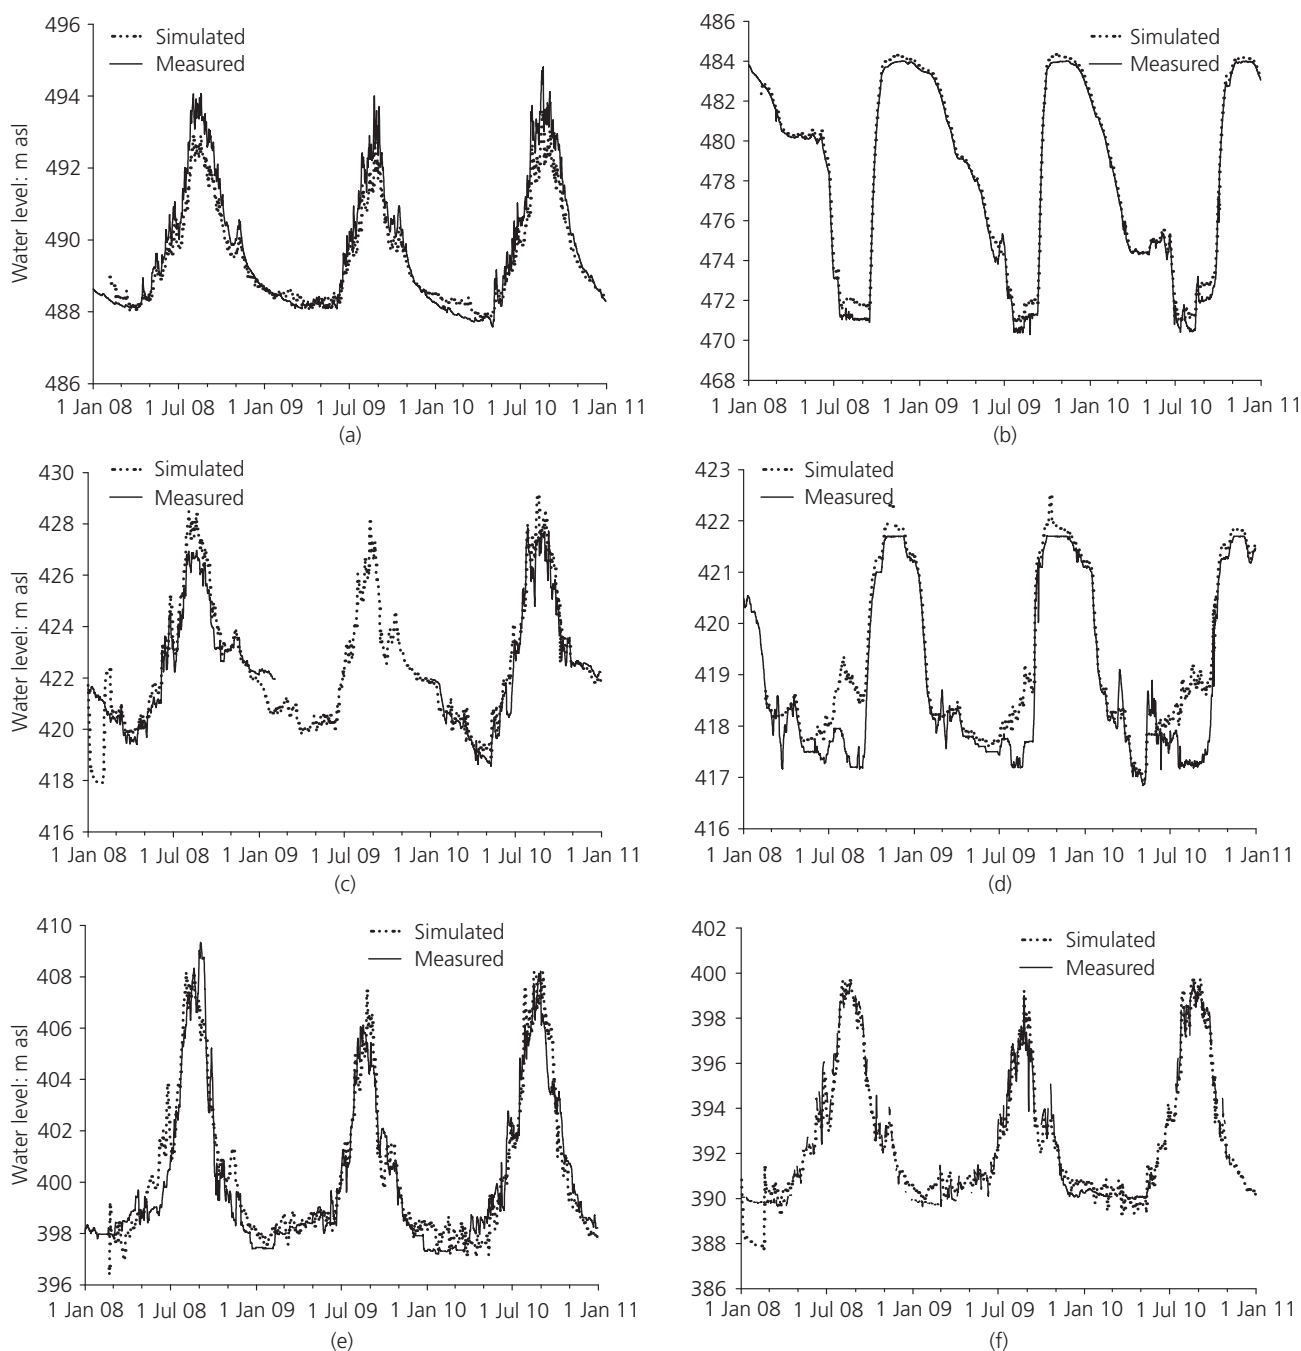 496
494
492
490
488
486
Water level: m asl
Simulated
Measured
1 Jan 08 1 Jul 08 1 Jan 09 1 Jul 09 1 Jan 10 1 Jul 10 1 Jan 11
(a)
486
484
482
480
478
476
474
472
470
468
Simulated
Measured
1 Jan 08 1 Jul 08 1 Jan 09 1 Jul 09 1 Jan 10 1 Jul 10 1 Jan 11
(b)
430
428
426
424
422
420
418
416
Water level: m asl
Simulated
Measured
1 Jan 08 1 Jul 08 1 Jan 09 1 Jul 09 1 Jan 10 1 Jul 10 1 Jan 11
(c)
423
422
421
420
419
418
417
416
Simulated
Measured
1 Jan 08 1 Jul 08 1 Jan 09 1 Jul 09 1 Jan 10 1 Jul 10 1 Jan11
(d)
410
408
406
404
402
400
398
396
Water level: m asl
Simulated
Measured
1 Jan 08 1 Jul 08 1 Jan 09 1 Jul 09 1 Jan 10 1 Jul 10 1 Jan 11
(e)
402
400
398
396
394
392
390
388
386
Simulated
Measured
1 Jan 08 1 Jul 08 1 Jan 09 1 Jul 09 1 Jan 10 1 Jul 10 1 Jan 11
(f)